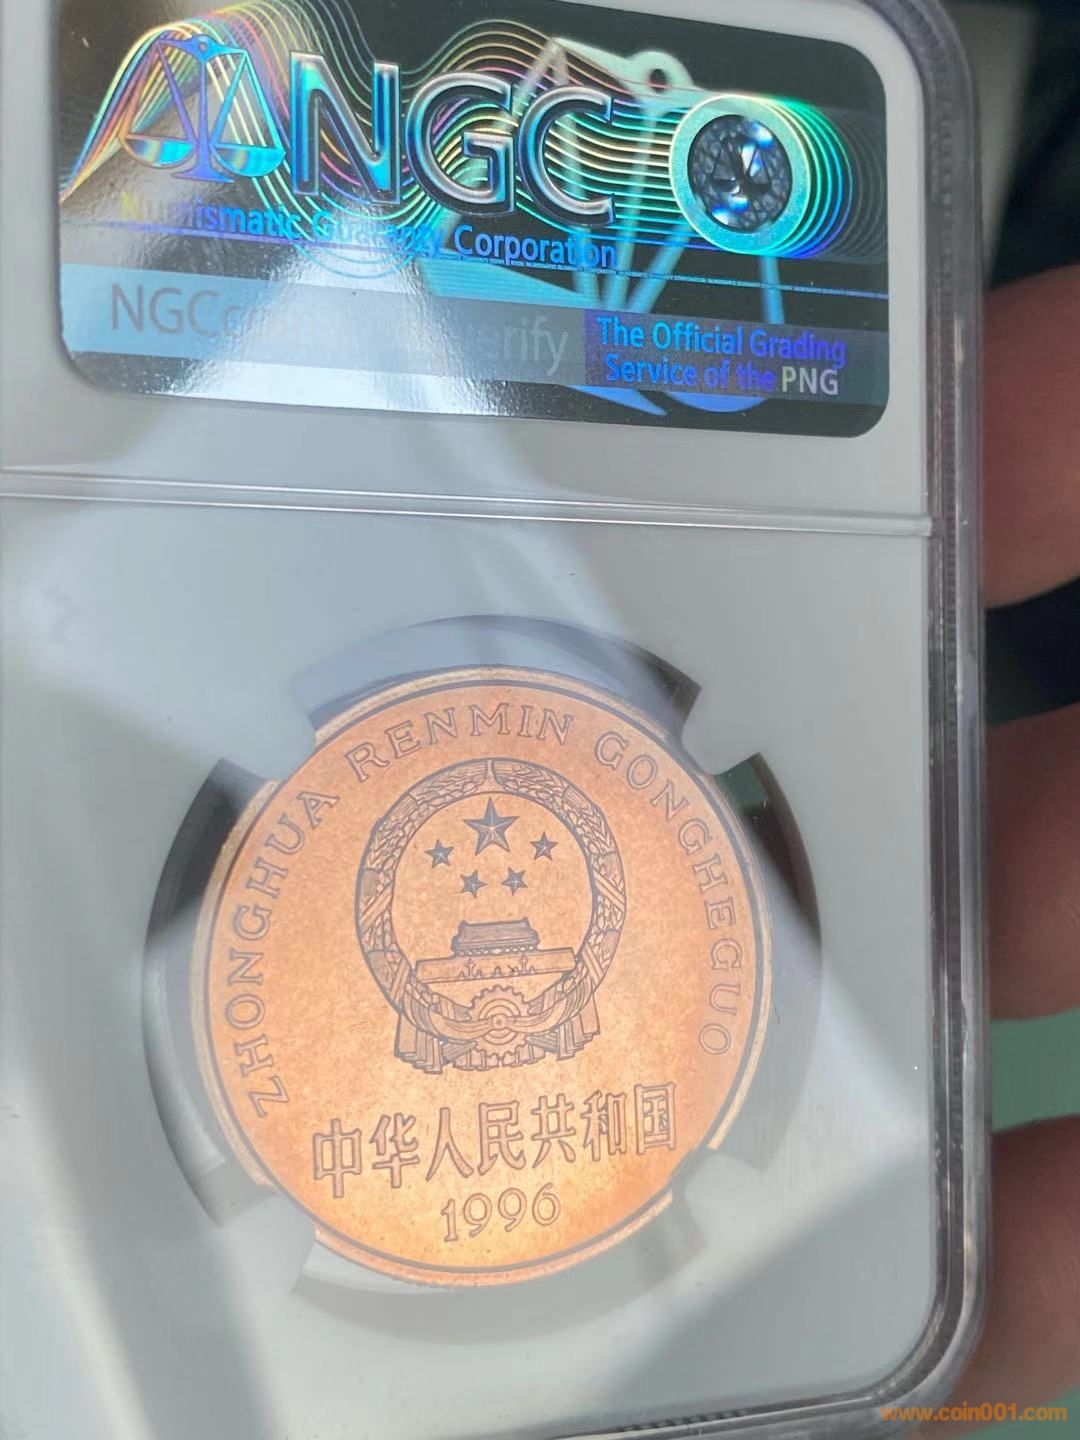 NGC
Numismatic Guaranty Corporation
NGC verify
The Official Grading
Service of the PNG
ZHONGHUA RENMIN GONGHEGUO
中华人民共和国
1996
www.coin001.com